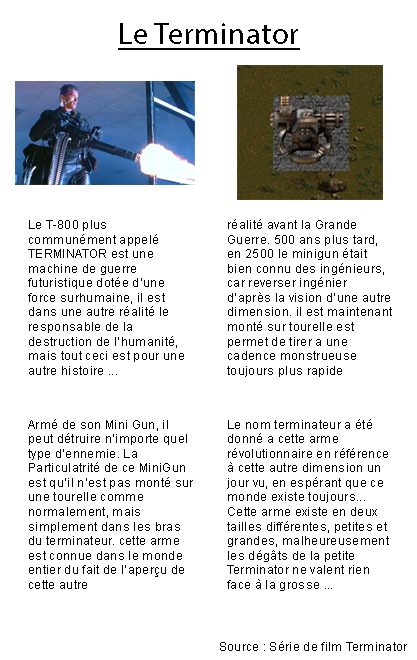 Le Terminator
Le T-800 plus
communément appelé
TERMINATOR est une
machine de guerre
futuristique dotée d'une
force surhumaine, il est
dans une autre réalité le
responsable de la
destruction de l'humanité,
mais tout ceci est pour une
autre histoire ...
Armé de son Mini Gun, il
peut détruire n'importe quel
type d'ennemie. La
Particulatrité de ce MiniGun
est qu'il n'est pas monté sur
une tourelle comme
normalement, mais
simplement dans les bras
du terminateur. cette arme
est connue dans le monde
entier du fait de l'aperçu de
cette autre
réalité avant la Grande
Guerre. 500 ans plus tard,
en 2500 le minigun était
bien connu des ingénieurs,
car reverser ingénier
d'après la vision d'une autre
dimension. il est maintenant
monté sur tourelle est
permet de tirer a une
cadence monstrueuse
toujours plus rapide
Le nom terminateur a été
donné a cette arme
révolutionnaire en référence
à cette autre dimension un
jour vu, en espérant que ce
monde existe toujours...
Cette arme existe en deux
tailles différentes, petites et
grandes, malheureusement
les dégâts de la petite
Terminator ne valent rien
face à la grosse ...
Source : Série de film Terminator